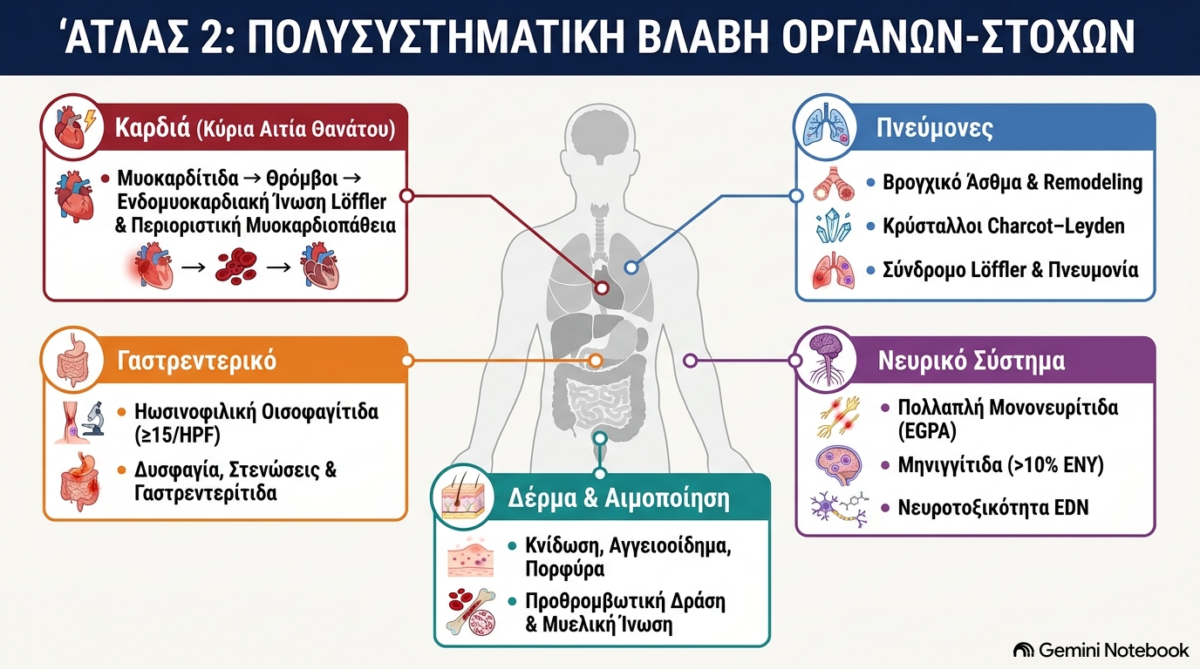 ΆΤΛΑΣ 2: ΠΟΛΥΣΥΣΤΗΜΑΤΙΚΗ ΒΛΑΒΗ ΟΡΓΑΝΩΝ-ΣΤΟΧΩΝ
Καρδιά (Κύρια Αιτία Θανάτου)
• Μυοκαρδίτιδα → Θρόμβοι →
Ενδομυοκαρδιακή Ίνωση Löffler
& Περιοριστική Μυοκαρδιοπάθεια
Πνεύμονες
• Βρογχικό Άσθμα & Remodeling
• Κρύσταλλοι Charcot–Leyden
• Σύνδρομο Löffler & Πνευμονία
Γαστρεντερικό
• Ηωσινοφιλική Οισοφαγίτιδα
(≥15/HPF)
• Δυσφαγία, Στενώσεις &
Γαστρεντερίτιδα
Νευρικό Σύστημα
• Πολλαπλή Μονονευρίτιδα
(EGPA)
• Μηνιγγίτιδα (>10% ΕΝΥ)
• Νευροτοξικότητα EDN
Δέρμα & Αιμοποίηση
• Κνίδωση, Αγγειοοίδημα,
Πορφύρα
• Προθρομβωτική Δράση
& Μυελική Ίνωση
Gemini Notebook